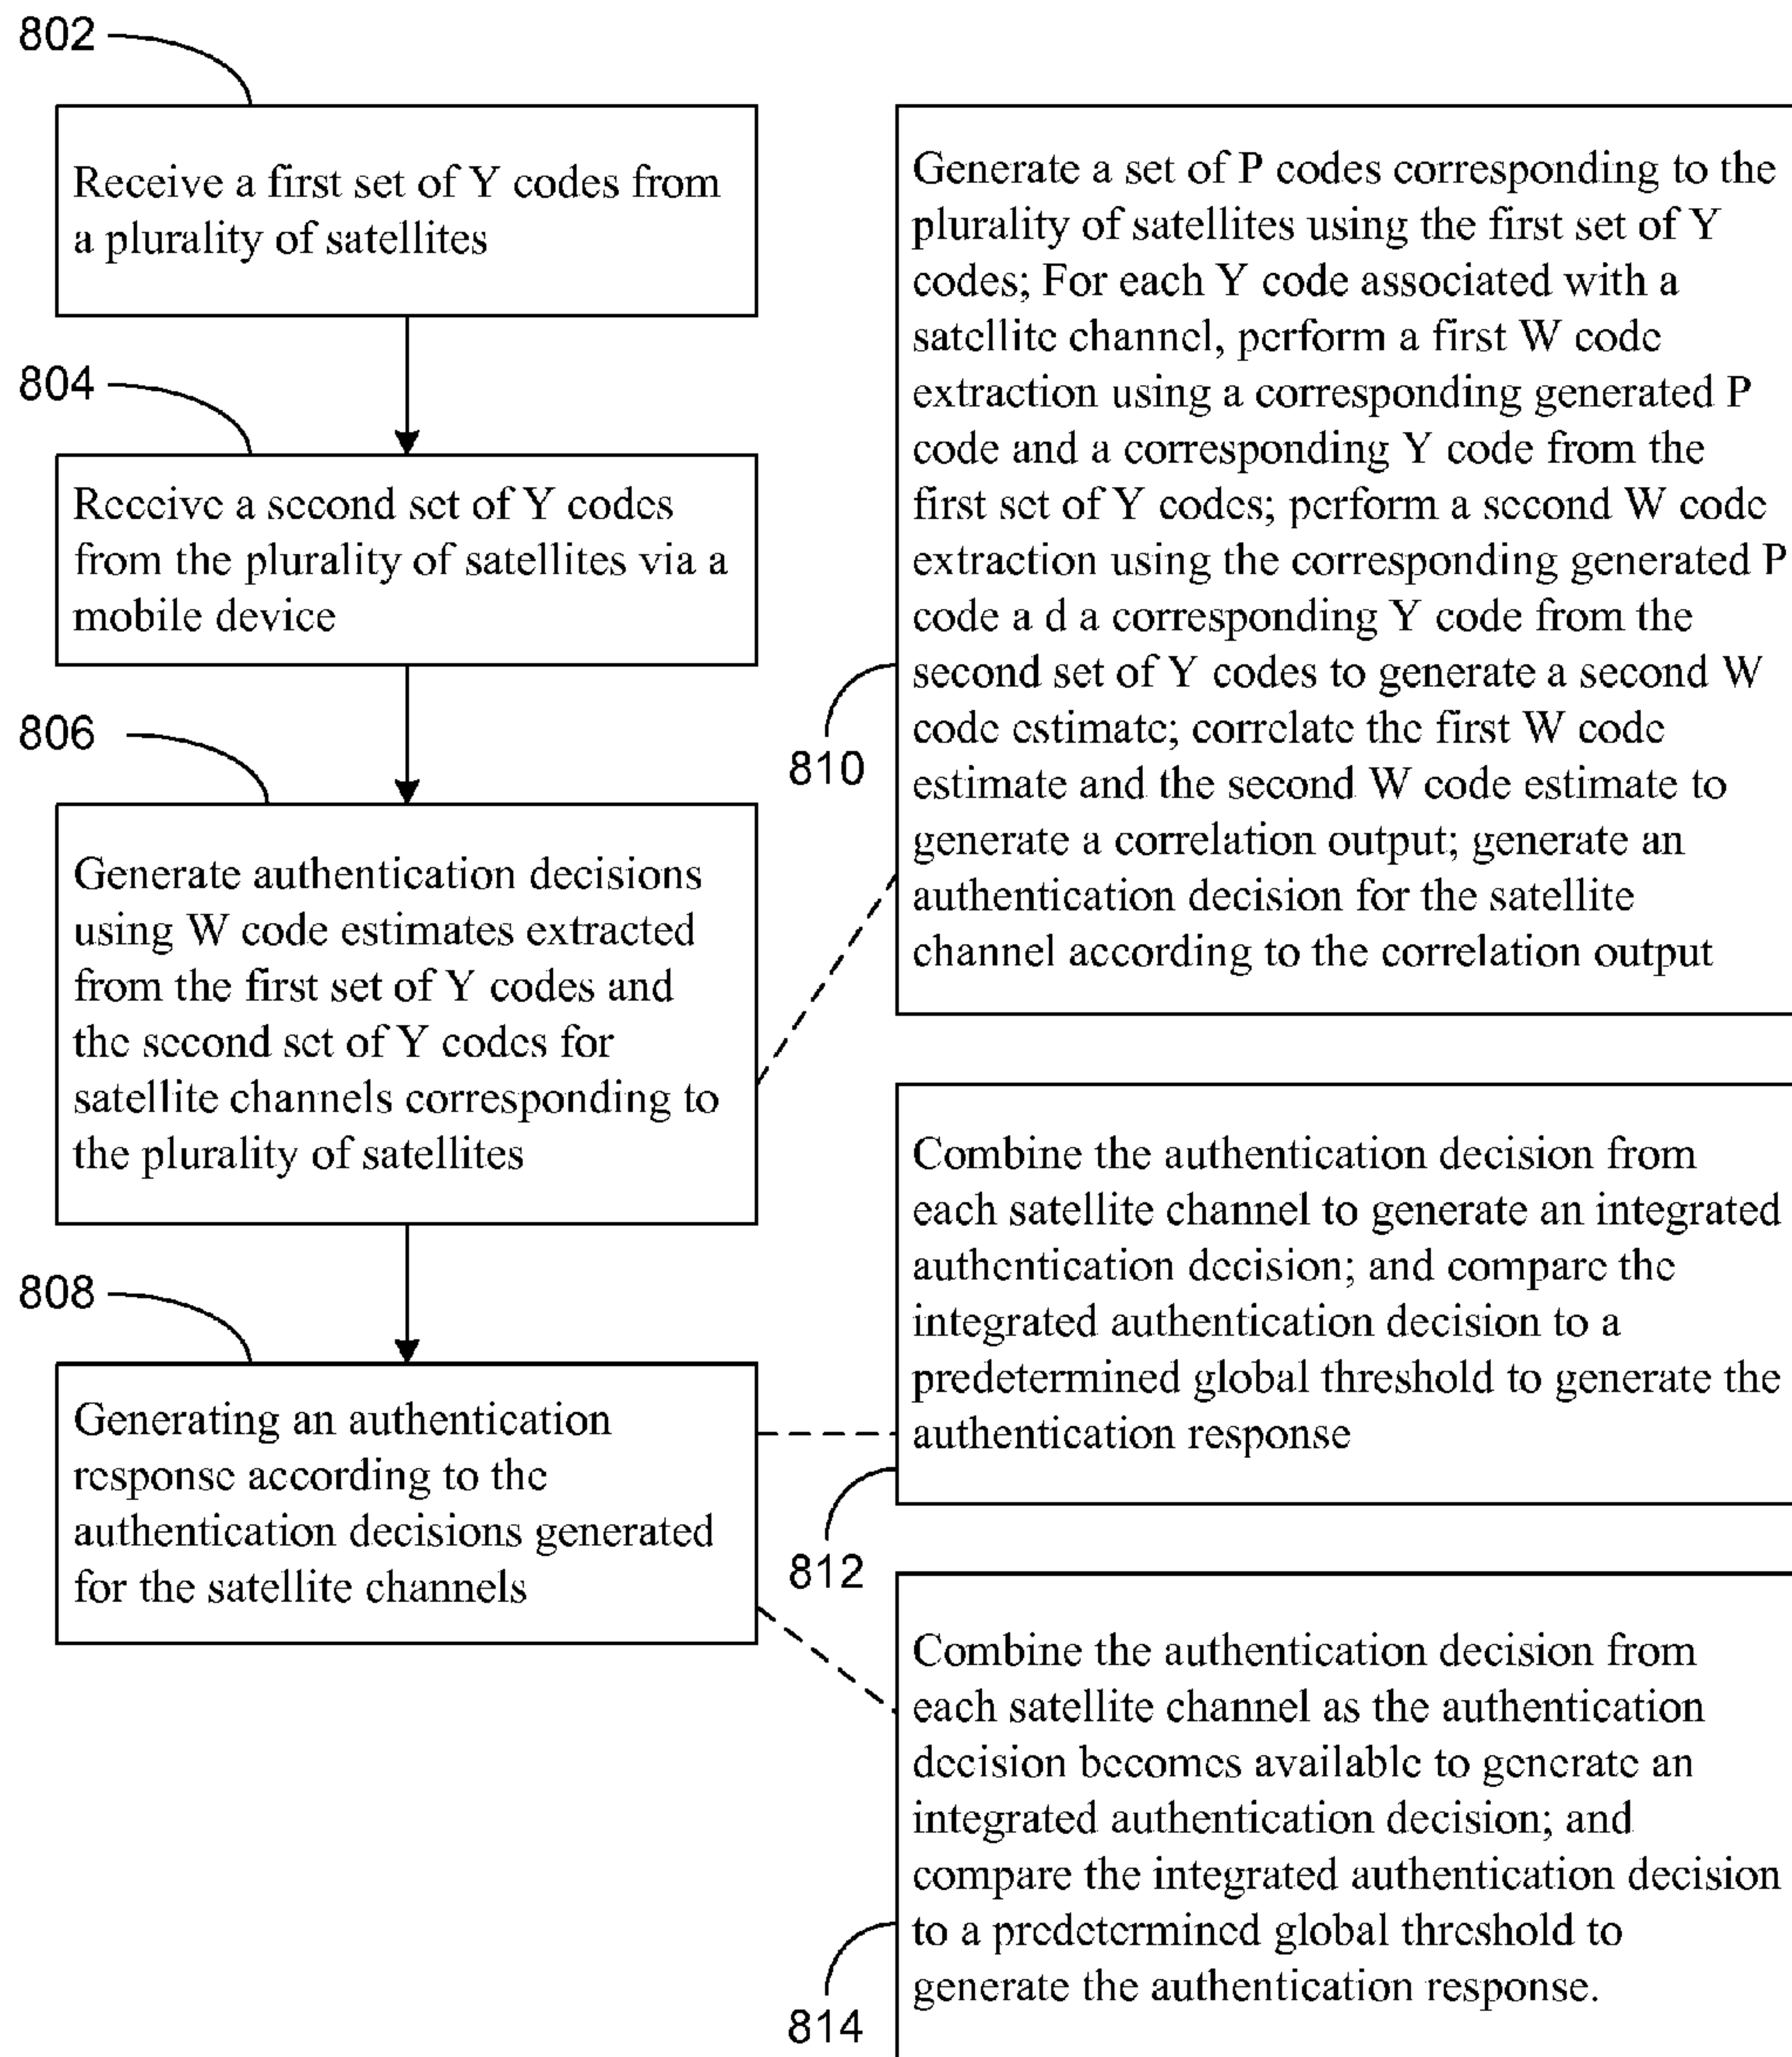 802
Receive a first set of Y codes from
a plurality of satellites
804
Receive a second set of Y codes
from the plurality of satellites via a
mobile device
806
Generate authentication decisions
using W code estimates extracted
from the first set of Y codes and
the second set of Y codes for
satellite channels corresponding to
the plurality of satellites
808
Generating an authentication
response according to the
authentication decisions generated
for the satellite channels
Generate a set of P codes corresponding to the
plurality of satellites using the first set of Y
codes; For each Y code associated with a
satellite channel, perform a first W code
extraction using a corresponding generated P
code and a corresponding Y code from the
first set of Y codes; perform a second W code
extraction using the corresponding generated P
code a d a corresponding Y code from the
second set of Y codes to generate a second W
code estimate; correlate the first W code
estimate and the second W code estimate to
generate a correlation output; generate an
authentication decision for the satellite
channel according to the correlation output
810
Combine the authentication decision from
each satellite channel to generate an integrated
authentication decision; and compare the
integrated authentication decision to a
predetermined global threshold to generate the
authentication response
812
Combine the authentication decision from
each satellite channel as the authentication
decision becomes available to generate an
integrated authentication decision; and
compare the integrated authentication decision
to a predetermined global threshold to
generate the authentication response.
814